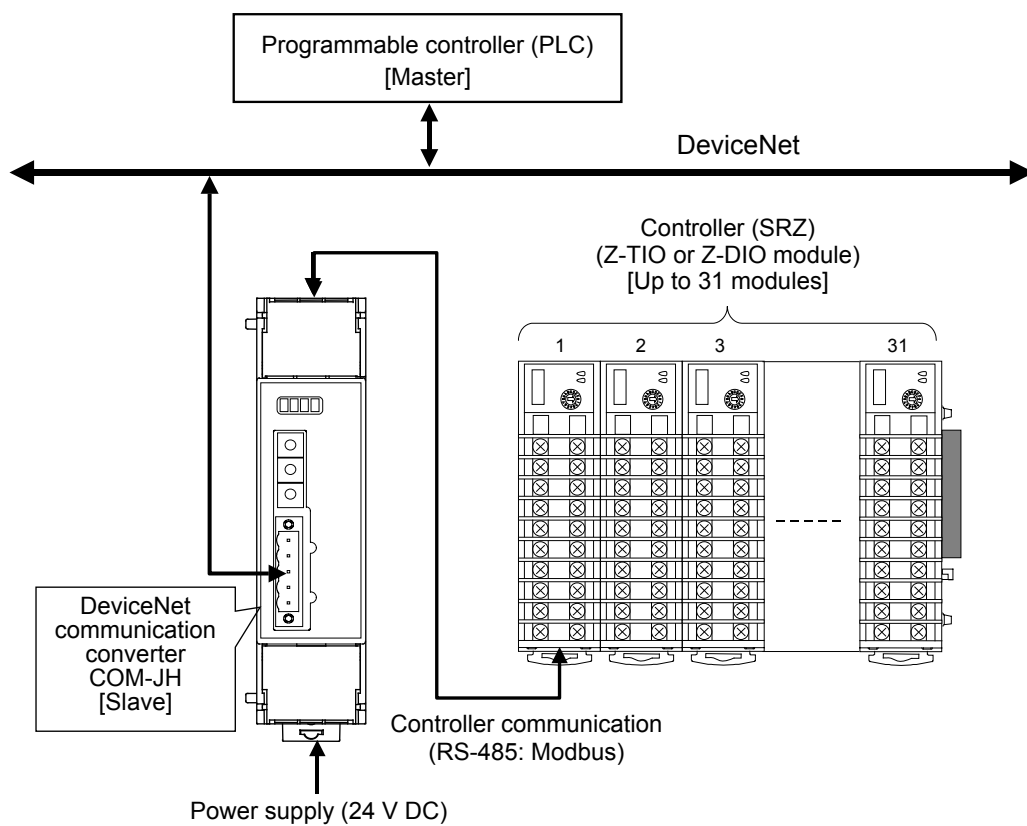 Programmable controller (PLC)
[Master]
DeviceNet
Controller (SRZ)
(Z-TIO or Z-DIO module)
[Up to 31 modules]
1 2 3 31
DeviceNet
communication
converter
COM-JH
[Slave]
Controller communication
(RS-485: Modbus)
Power supply (24 V DC)